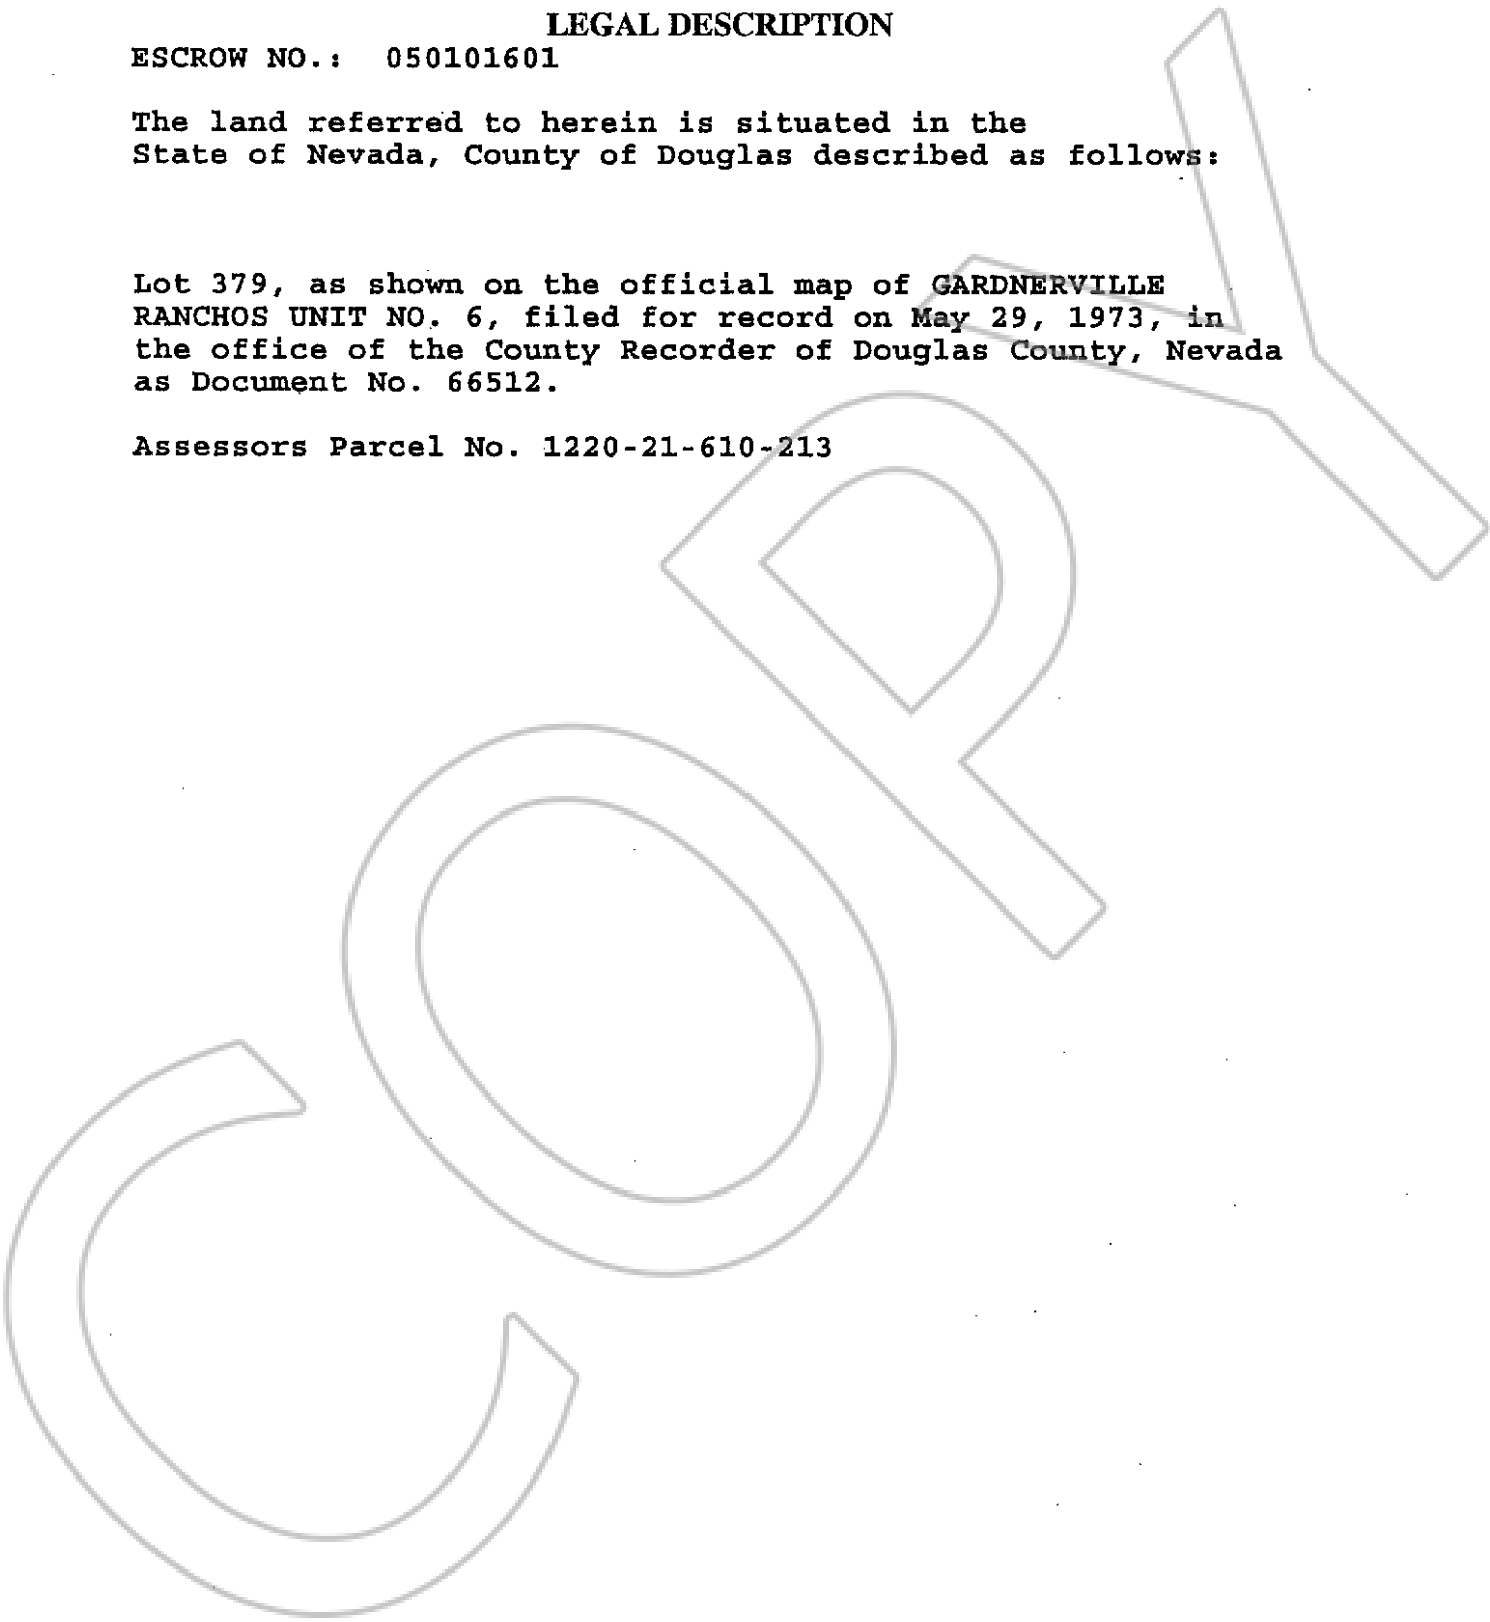 LEGAL DESCRIPTION
ESCROW NO.: 050101601
The land referred to herein is situated in the
State of Nevada, County of Douglas described as follows:
Lot 379, as shown on the official map of GARDNERVILLE
RANCHOS UNIT NO. 6, filed for record on May 29, 1973, in
the office of the County Recorder of Douglas County, Nevada
as Document No. 66512.
Assessors Parcel No. 1220-21-610-213
COPY